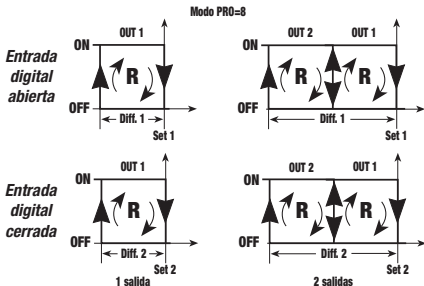 Modo PRO=8
Entrada digital abierta
ON
OUT 1
R
OFF
Diff. 1
Set 1
ON
OUT 2
OUT 1
R
R
OFF
Diff. 1
Set 1
Entrada digital cerrada
ON
OUT 1
R
OFF
Diff. 2
Set 2
1 salida
ON
OUT 2
OUT 1
R
R
OFF
Diff. 2
Set 2
2 salidas